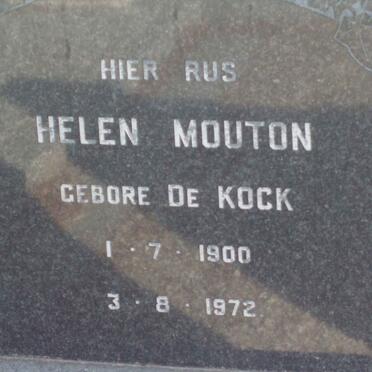 HIER RUS
HELEN MOUTON
GEBORE DE KOCK
1 · 7 · 1900
3 · 8 · 1972